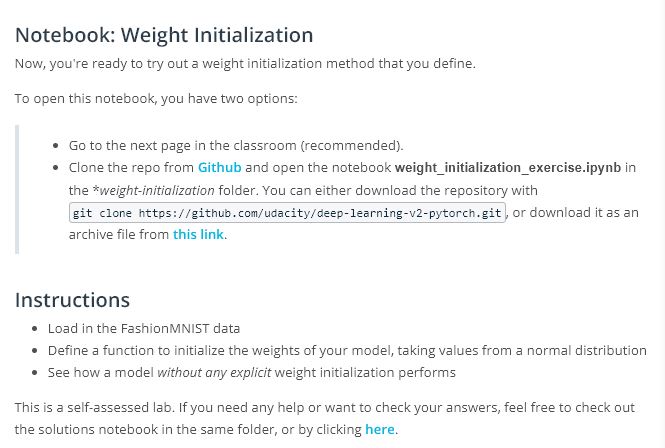 Notebook: Weight Initialization
Now, you're ready to try out a weight initialization method that you define.
To open this notebook, you have two options:
• Go to the next page in the classroom (recommended).
• Clone the repo from Github and open the notebook weight_initialization_exercise.ipynb in
the *weight-initialization folder. You can either download the repository with
git clone https://github.com/udacity/deep-learning-v2-pytorch.git, or download it as an
archive file from this link.
Instructions
• Load in the FashionMNIST data
• Define a function to initialize the weights of your model, taking values from a normal distribution
• See how a model without any explicit weight initialization performs
This is a self-assessed lab. If you need any help or want to check your answers, feel free to check out
the solutions notebook in the same folder, or by clicking here.